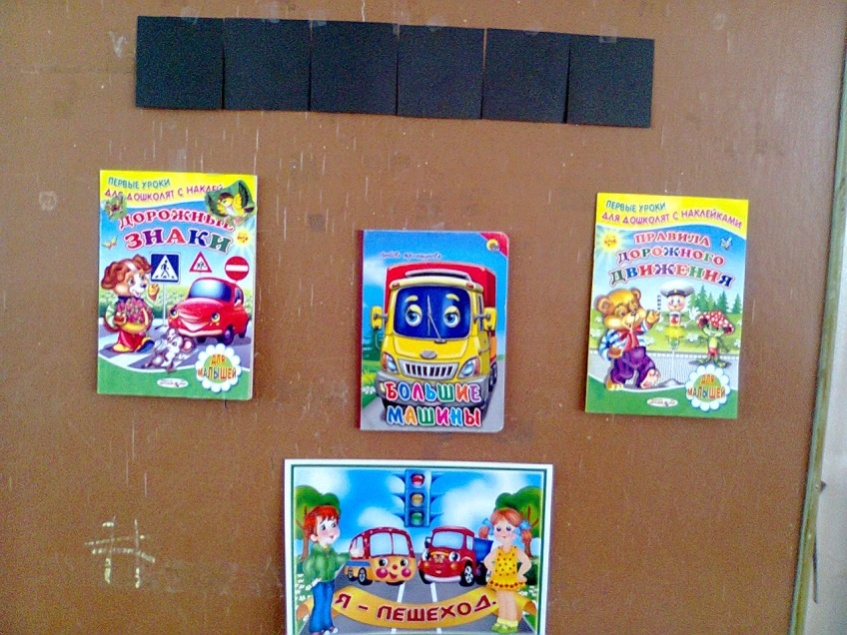 ПЕРВЫЕ УРОКИ
ДЛЯ ДОШКОЛЯТ С НАКЛЕЙ
ДОРОЖНЫЕ
ЗНАКИ
ДЛЯ
МАЛЫШЕЙ
БОЛЬШИЕ
МАШИНЫ
ПЕРВЫЕ УРОКИ
ДЛЯ ДОШКОЛЯТ С НАКЛЕЙКАМИ
ПРАВИЛА
ДОРОЖНОГО
ДВИЖЕНИЯ
ДЛЯ
МАЛЫШЕЙ
Я - ПЕШЕХОД.